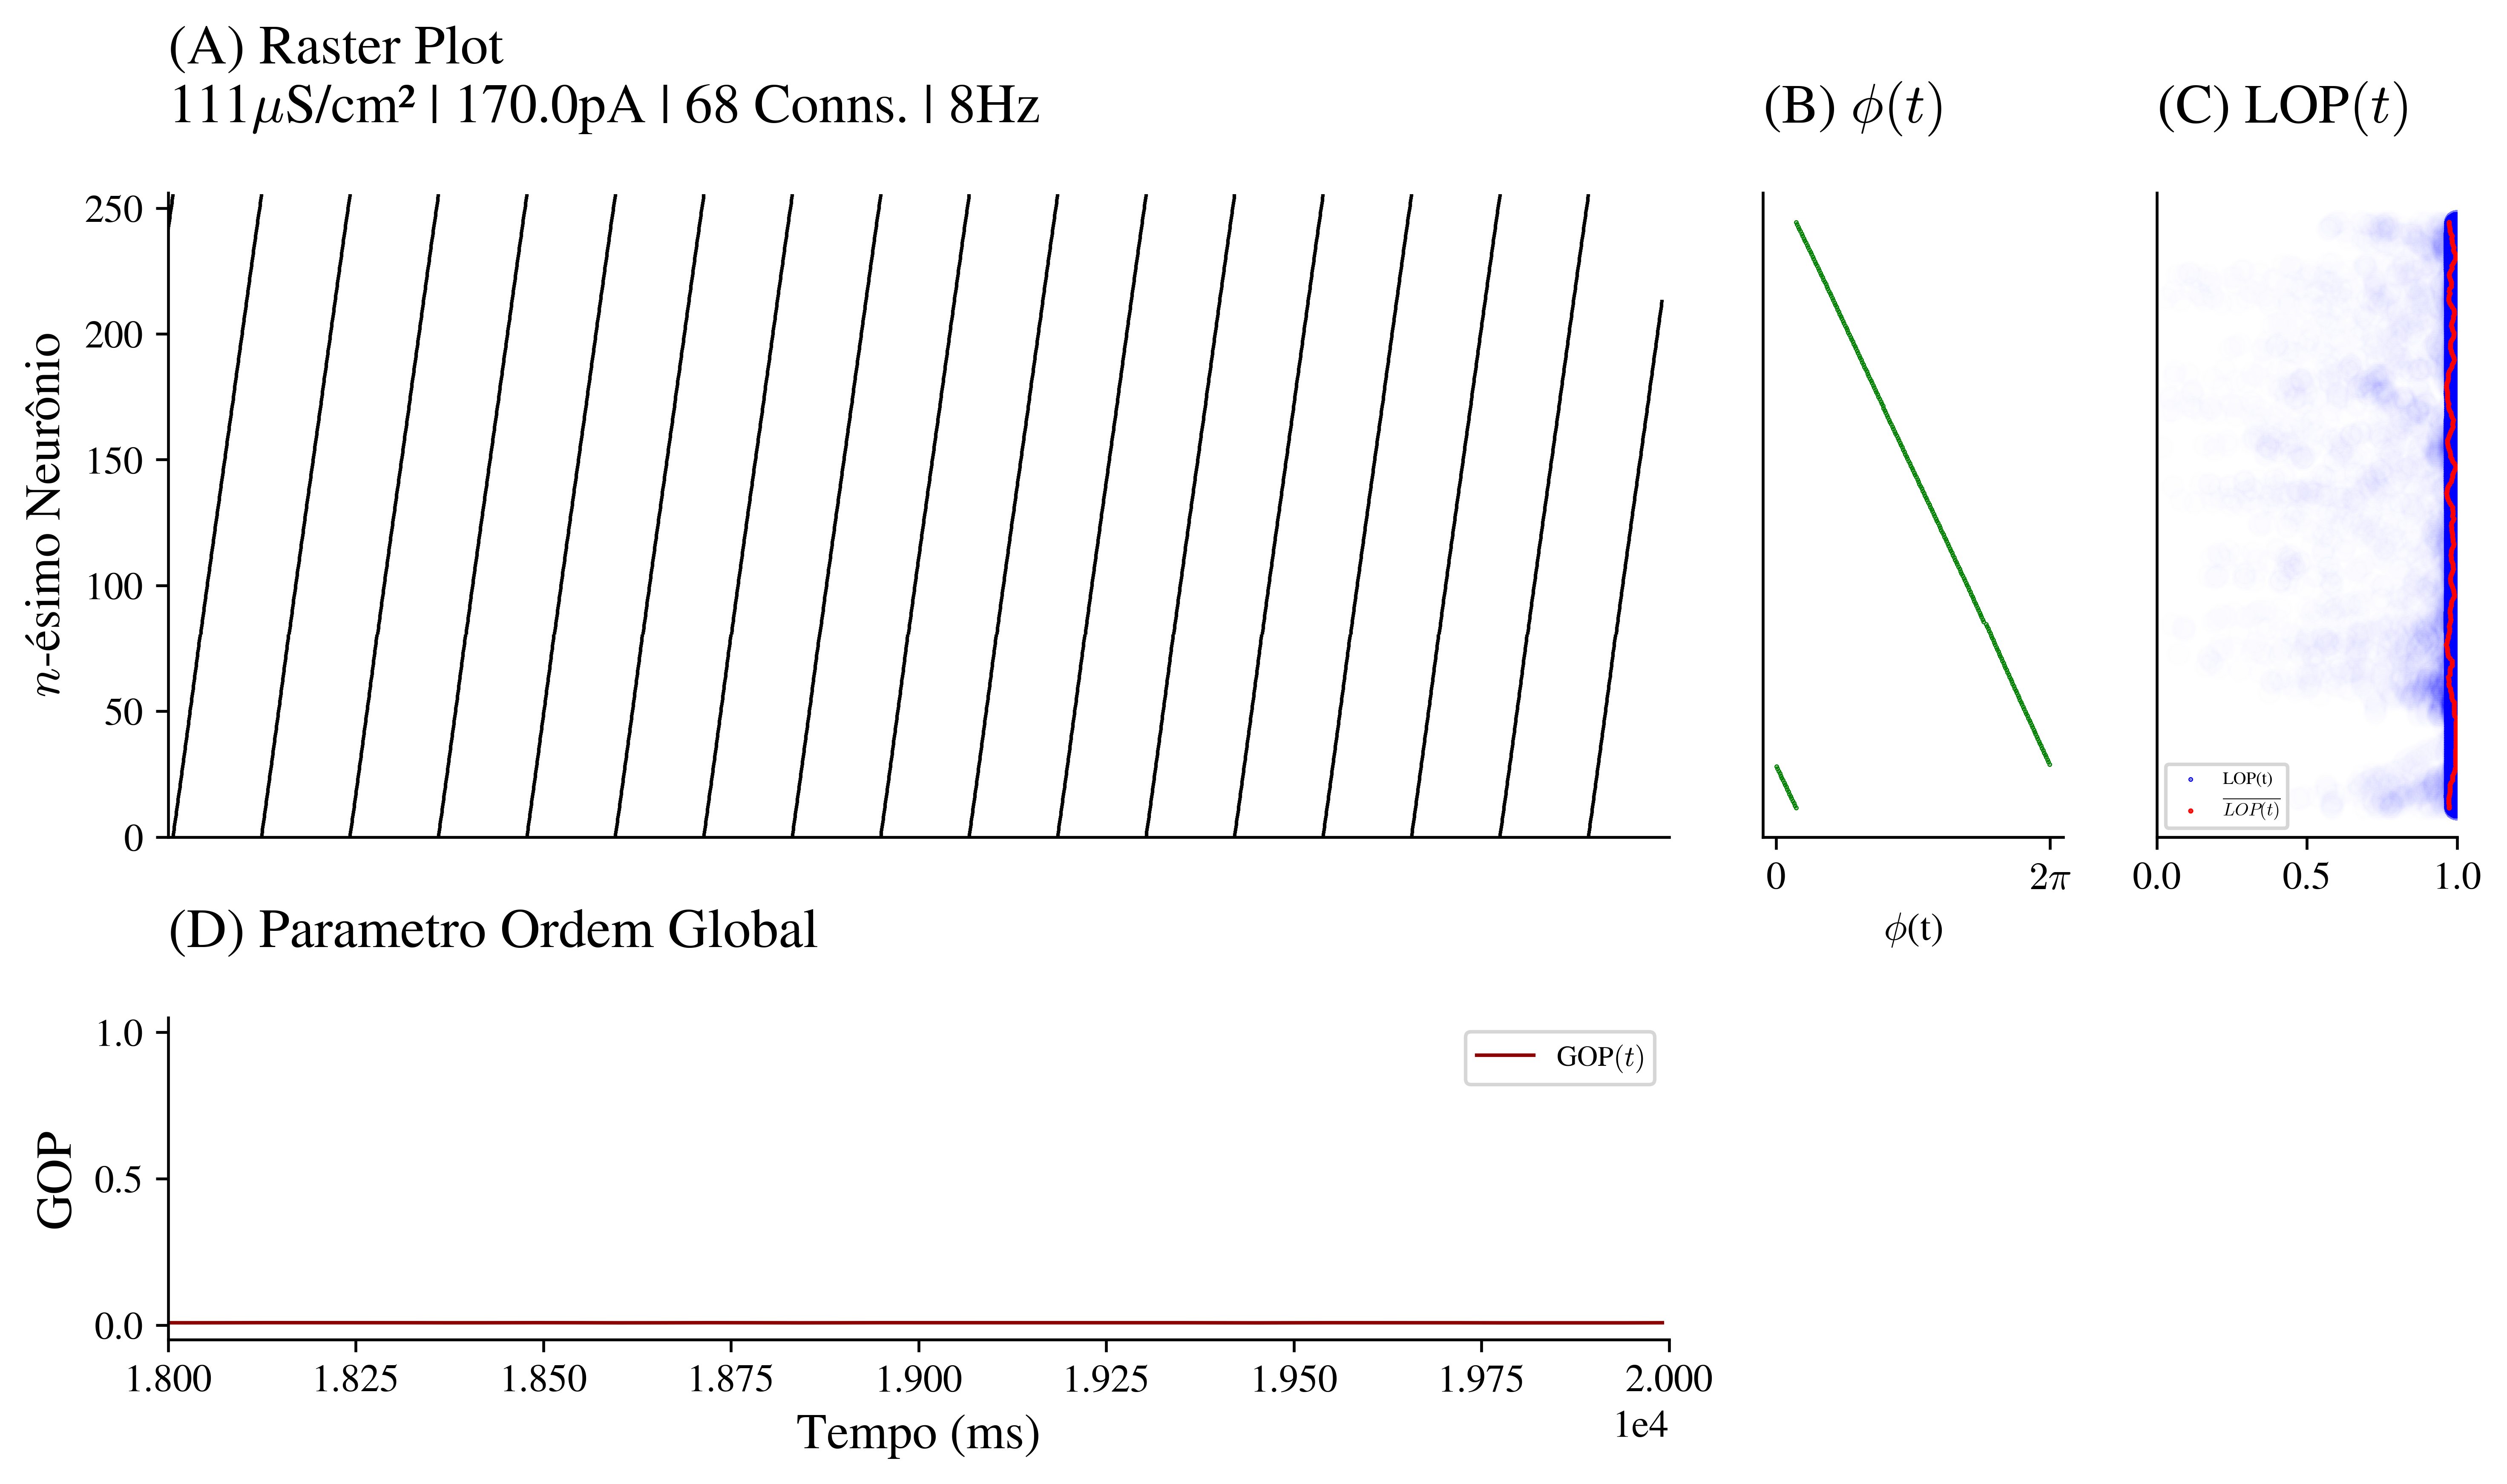 (A) Raster Plot
111μS/cm² | 170.0pA | 68 Conns. | 8Hz
(B) ϕ(t)
(C) LOP(t)
n-ésimo Neurônio
250
200
150
100
50
0
0
2π
ϕ(t)
LOP(t)
LOP(t)
0.0
0.5
1.0
(D) Parametro Ordem Global
GOP
1.0
0.5
0.0
GOP(t)
1.800
1.825
1.850
1.875
1.900
1.925
1.950
1.975
2.000
1e4
Tempo (ms)